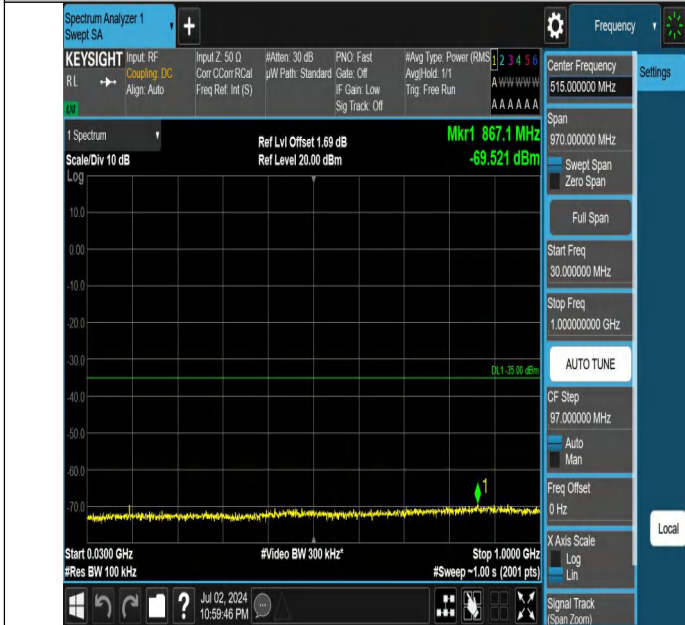 Spectrum Analyzer 1
Swept SA
+
Frequency
KEYSIGHT
RL
Input: RF
Coupling: DC
Align: Auto
Input Z: 50 Ω
Corr CCorr RCal
Freq Ref: Int (S)
#Atten: 30 dB
µW Path: Standard
PNO: Fast
Gate: Off
IF Gain: Low
Sig Track: Off
#Avg Type: Power (RMS
Avg|Hold: 1/1
Trig: Free Run
1 2 3 4 5 6
A W W W W W
A A A A A A
1 Spectrum
Scale/Div 10 dB
Ref Lvl Offset 1.69 dB
Ref Level 20.00 dBm
Mkr1 867.1 MHz
-69.521 dBm
Log
10.0
0.00
-10.0
-20.0
-30.0
-40.0
-50.0
-60.0
-70.0
DL1 -35.00 dBm
1
Start 0.0300 GHz
#Res BW 100 kHz
#Video BW 300 kHz*
Stop 1.0000 GHz
#Sweep ~1.00 s (2001 pts)
Center Frequency
515.000000 MHz
Settings
Span
970.000000 MHz
Swept Span
Zero Span
Full Span
Start Freq
30.000000 MHz
Stop Freq
1.000000000 GHz
AUTO TUNE
CF Step
97.000000 MHz
Auto
Man
Freq Offset
0 Hz
X Axis Scale
Log
Lin
Local
Signal Track
(Span Zoom)
?
Jul 02, 2024
10:59:46 PM